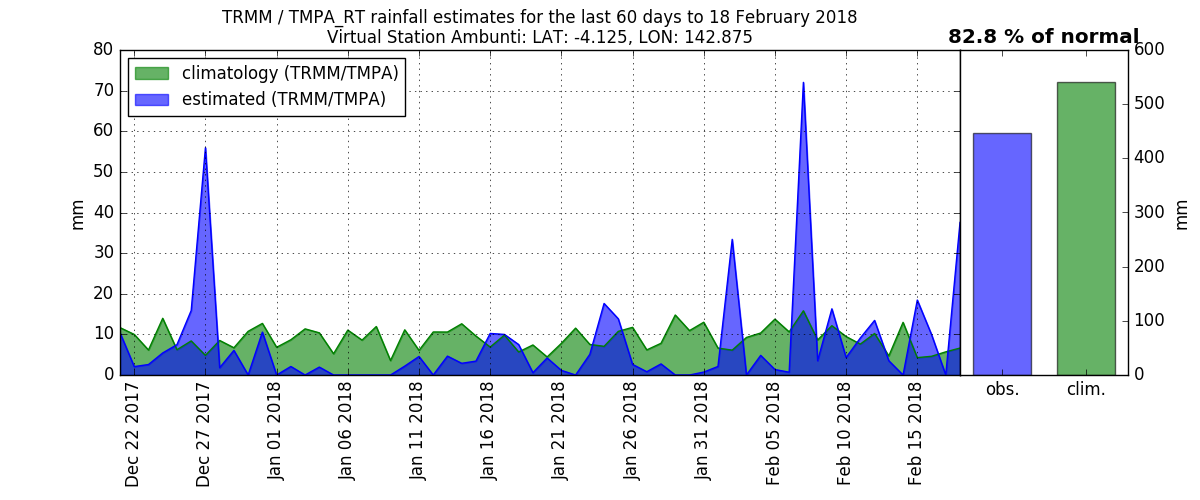 TRMM / TMPA_RT rainfall estimates for the last 60 days to 18 February 2018
Virtual Station Ambunti: LAT: -4.125, LON: 142.875
82.8 % of normal
climatology (TRMM/TMPA)
estimated (TRMM/TMPA)
80
70
60
50
40
30
20
10
0
mm
Dec 22 2017
Dec 27 2017
Jan 01 2018
Jan 06 2018
Jan 11 2018
Jan 16 2018
Jan 21 2018
Jan 26 2018
Jan 31 2018
Feb 05 2018
Feb 10 2018
Feb 15 2018
obs.
clim.
600
500
400
300
200
100
0
mm